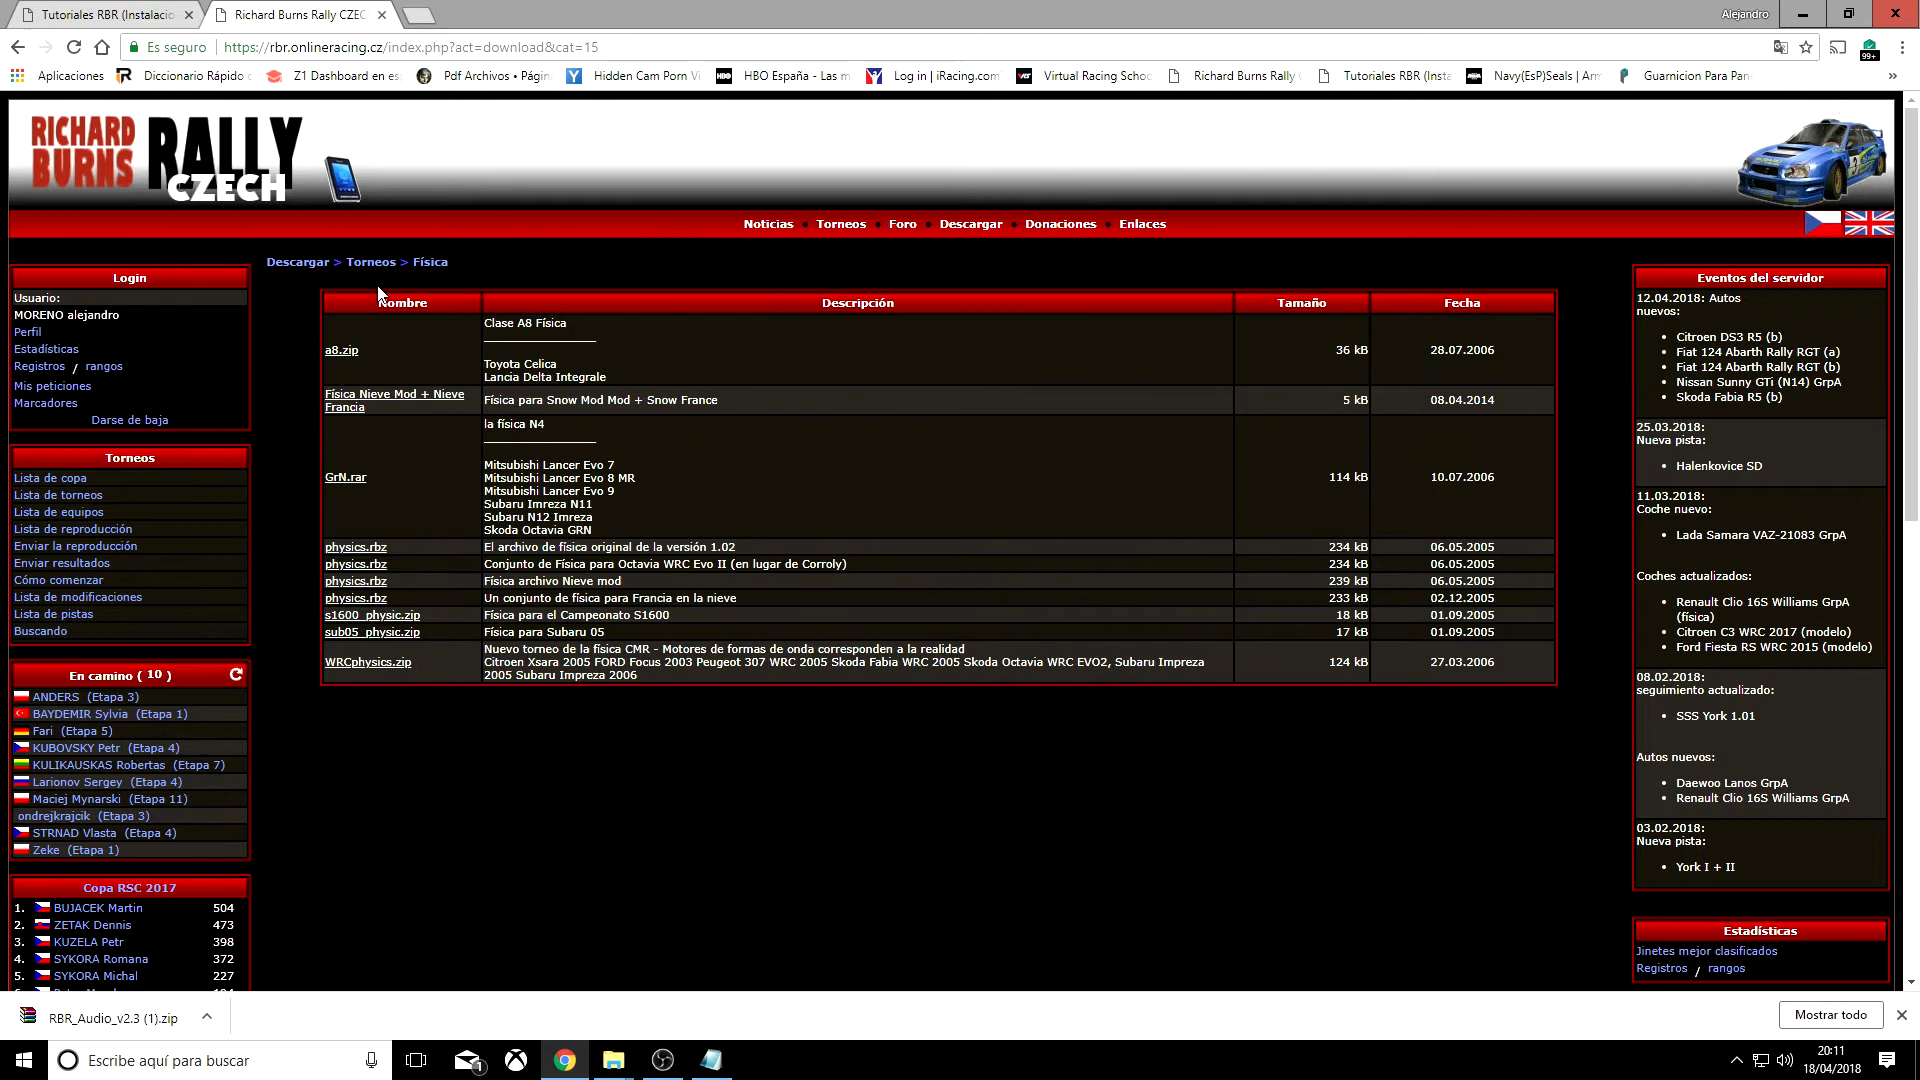 Tutoriales RBR (Instalacio
Richard Burns Rally CZEC
Alejandro
Es seguro
https://rbr.onlineracing.cz/index.php?act=download&cat=15
99+
Aplicaciones
Diccionario Rápido
Z1 Dashboard en es
Pdf Archivos • Págin
Hidden Cam Porn Vi
HBO España - Las m
Log in | iRacing.com
Virtual Racing Schoo
Richard Burns Rally
Tutoriales RBR (Insta
Navy(EsP)Seals | Arm
Guarnicion Para Pan
RICHARD BURNS RALLY CZECH
Noticias • Torneos • Foro • Descargar • Donaciones • Enlaces
Descargar > Torneos > Física
Login
Usuario:
MORENO alejandro
Perfil
Estadísticas
Registros / rangos
Mis peticiones
Marcadores
Darse de baja
Torneos
Lista de copa
Lista de torneos
Lista de equipos
Lista de reproducción
Enviar la reproducción
Enviar resultados
Cómo comenzar
Lista de modificaciones
Lista de pistas
Buscando
En camino ( 10 )
ANDERS (Etapa 3)
BAYDEMIR Sylvia (Etapa 1)
Fari (Etapa 5)
KUBOVSKY Petr (Etapa 4)
KULIKAUSKAS Robertas (Etapa 7)
Larionov Sergey (Etapa 4)
Maciej Mynarski (Etapa 11)
ondrejkrajcik (Etapa 3)
STRNAD Vlasta (Etapa 4)
Zeke (Etapa 1)
Copa RSC 2017
1. BUJACEK Martin 504
2. ZETAK Dennis 473
3. KUZELA Petr 398
4. SYKORA Romana 372
5. SYKORA Michal 227
Nombre Descripción Tamaño Fecha
a8.zip
Clase A8 Física
Toyota Celica
Lancia Delta Integrale
36 kB 28.07.2006
Física Nieve Mod + Nieve
Francia
Física para Snow Mod Mod + Snow France 5 kB 08.04.2014
GrN.rar
la física N4
Mitsubishi Lancer Evo 7
Mitsubishi Lancer Evo 8 MR
Mitsubishi Lancer Evo 9
Subaru Imreza N11
Subaru N12 Imreza
Skoda Octavia GRN
114 kB 10.07.2006
physics.rbz El archivo de física original de la versión 1.02 234 kB 06.05.2005
physics.rbz Conjunto de Física para Octavia WRC Evo II (en lugar de Corroly) 234 kB 06.05.2005
physics.rbz Física archivo Nieve mod 239 kB 06.05.2005
physics.rbz Un conjunto de física para Francia en la nieve 233 kB 02.12.2005
s1600_physic.zip Física para el Campeonato S1600 18 kB 01.09.2005
sub05_physic.zip Física para Subaru 05 17 kB 01.09.2005
WRCphysics.zip
Nuevo torneo de la física CMR - Motores de formas de onda corresponden a la realidad
Citroen Xsara 2005 FORD Focus 2003 Peugeot 307 WRC 2005 Skoda Fabia WRC 2005 Skoda Octavia WRC EVO2, Subaru Impreza
2005 Subaru Impreza 2006
124 kB 27.03.2006
Eventos del servidor
12.04.2018: Autos
nuevos:
• Citroen DS3 R5 (b)
• Fiat 124 Abarth Rally RGT (a)
• Fiat 124 Abarth Rally RGT (b)
• Nissan Sunny GTi (N14) GrpA
• Skoda Fabia R5 (b)
25.03.2018:
Nueva pista:
• Halenkovice SD
11.03.2018:
Coche nuevo:
• Lada Samara VAZ-21083 GrpA
Coches actualizados:
• Renault Clio 16S Williams GrpA
(física)
• Citroen C3 WRC 2017 (modelo)
• Ford Fiesta RS WRC 2015 (modelo)
08.02.2018:
seguimiento actualizado:
• SSS York 1.01
Autos nuevos:
• Daewoo Lanos GrpA
• Renault Clio 16S Williams GrpA
03.02.2018:
Nueva pista:
• York I + II
Estadísticas
Jinetes mejor clasificados
Registros / rangos
RBR_Audio_v2.3 (1).zip
Mostrar todo
Escribe aquí para buscar
1
20:11
18/04/2018